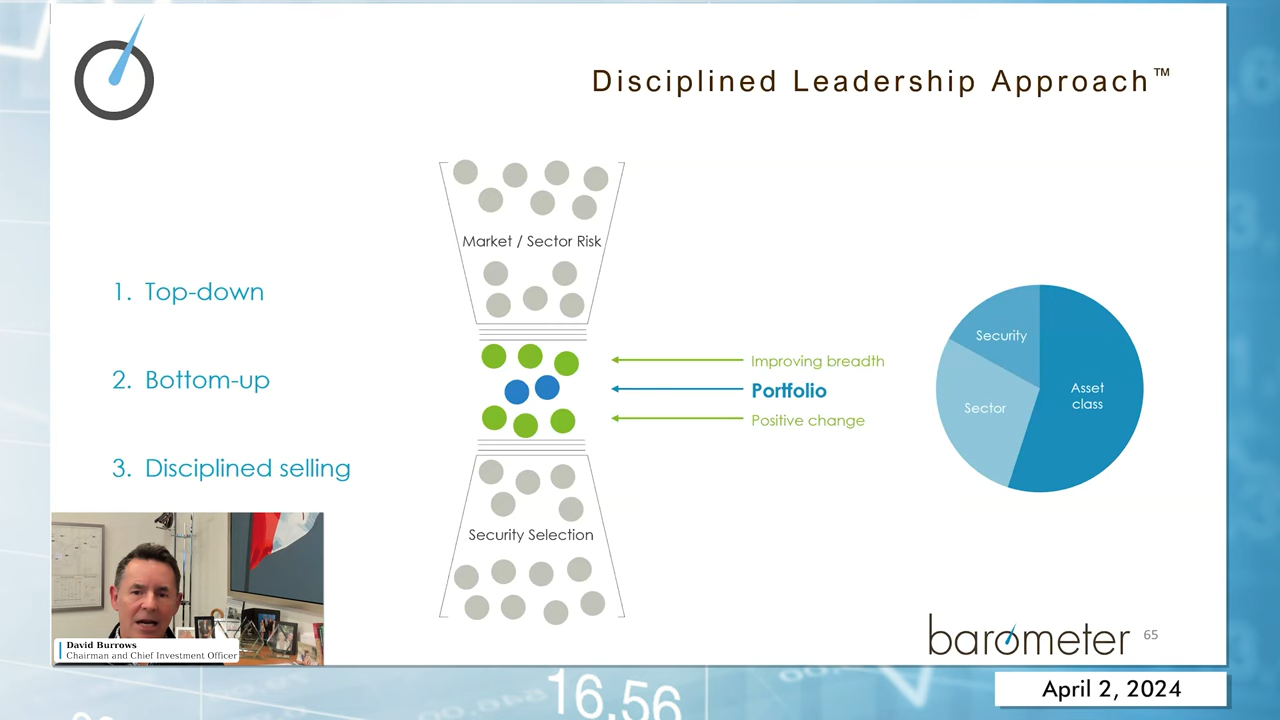 Disciplined Leadership Approach™
Market / Sector Risk
1. Top-down
2. Bottom-up
3. Disciplined selling
Improving breadth
Portfolio
Positive change
Security
Sector
Asset
class
Security Selection
David Burrows
Chairman and Chief Investment Officer
barometer
65
April 2, 2024
16.56